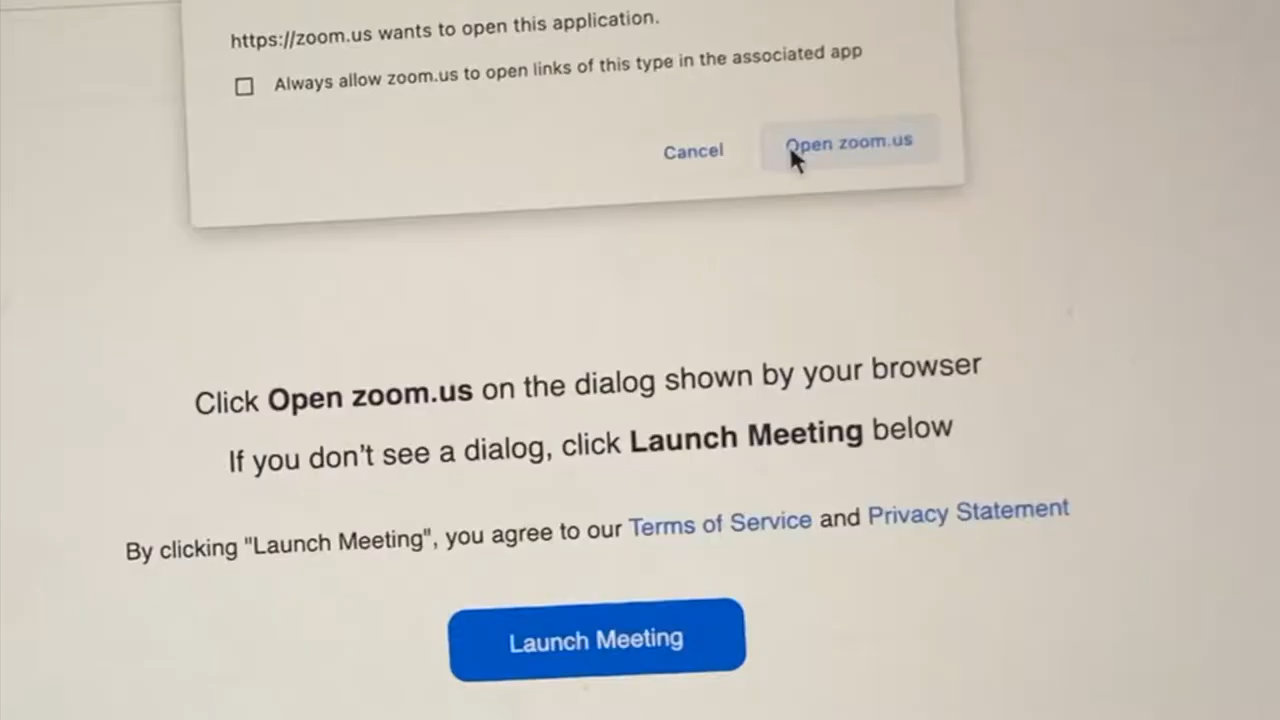 https://zoom.us wants to open this application.
Always allow zoom.us to open links of this type in the associated app
Cancel
Open zoom.us
Click Open zoom.us on the dialog shown by your browser
If you don't see a dialog, click Launch Meeting below
By clicking "Launch Meeting", you agree to our Terms of Service and Privacy Statement
Launch Meeting